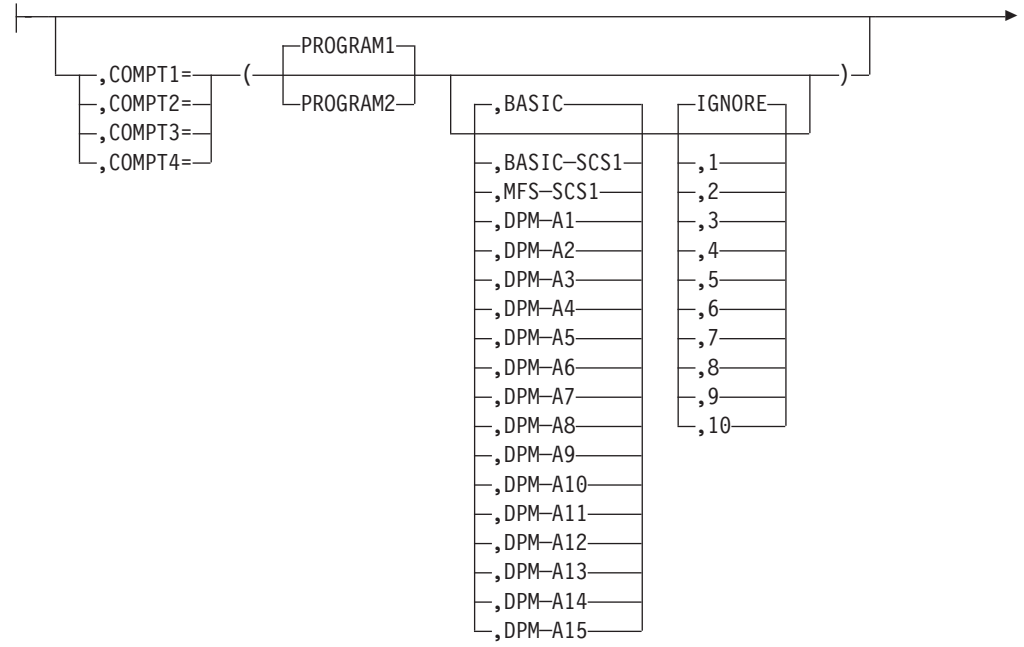 PROGRAM1
,COMPT1= ( )
,COMPT2= PROGRAM2 ,BASIC IGNORE
,COMPT3=
,COMPT4= ,BASIC-SCS1 ,1
,MFS-SCS1 ,2
,DPM-A1 ,3
,DPM-A2 ,4
,DPM-A3 ,5
,DPM-A4 ,6
,DPM-A5 ,7
,DPM-A6 ,8
,DPM-A7 ,9
,DPM-A8 ,10
,DPM-A9
,DPM-A10
,DPM-A11
,DPM-A12
,DPM-A13
,DPM-A14
,DPM-A15